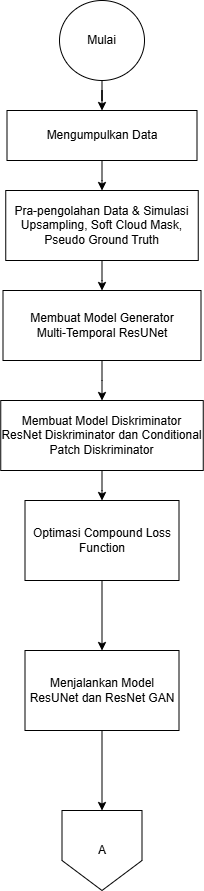 Mulai
Mengumpulkan Data
Pra-pengolahan Data & Simulasi
Upsampling, Soft Cloud Mask,
Pseudo Ground Truth
Membuat Model Generator
Multi-Temporal ResUNet
Membuat Model Diskriminator
ResNet Diskriminator dan Conditional
Patch Diskriminator
Optimasi Compound Loss
Function
Menjalankan Model
ResUNet dan ResNet GAN
A